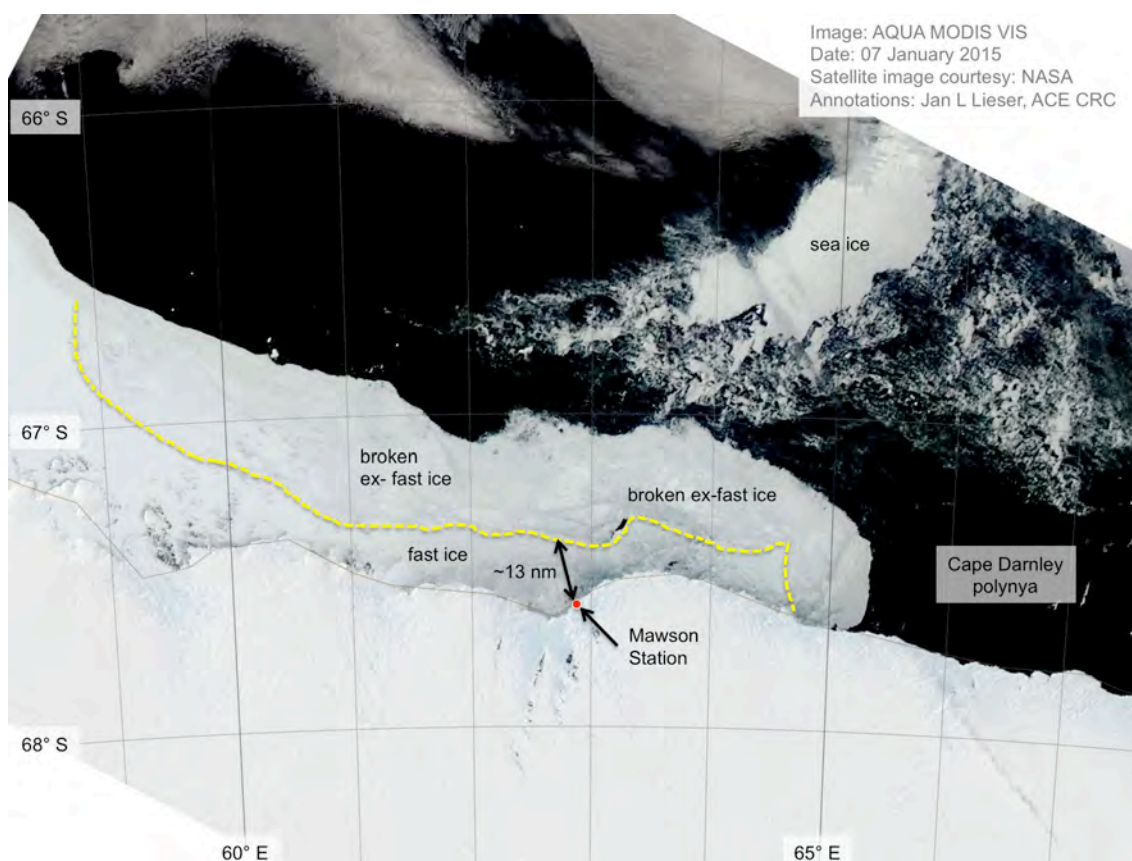 Image: AQUA MODIS VIS
Date: 07 January 2015
Satellite image courtesy: NASA
Annotations: Jan L Lieser, ACE CRC
66° S
sea ice
67° S
broken
ex- fast ice
broken ex-fast ice
fast ice
~13 nm
Cape Darnley
polynya
Mawson
Station
68° S
60° E
65° E